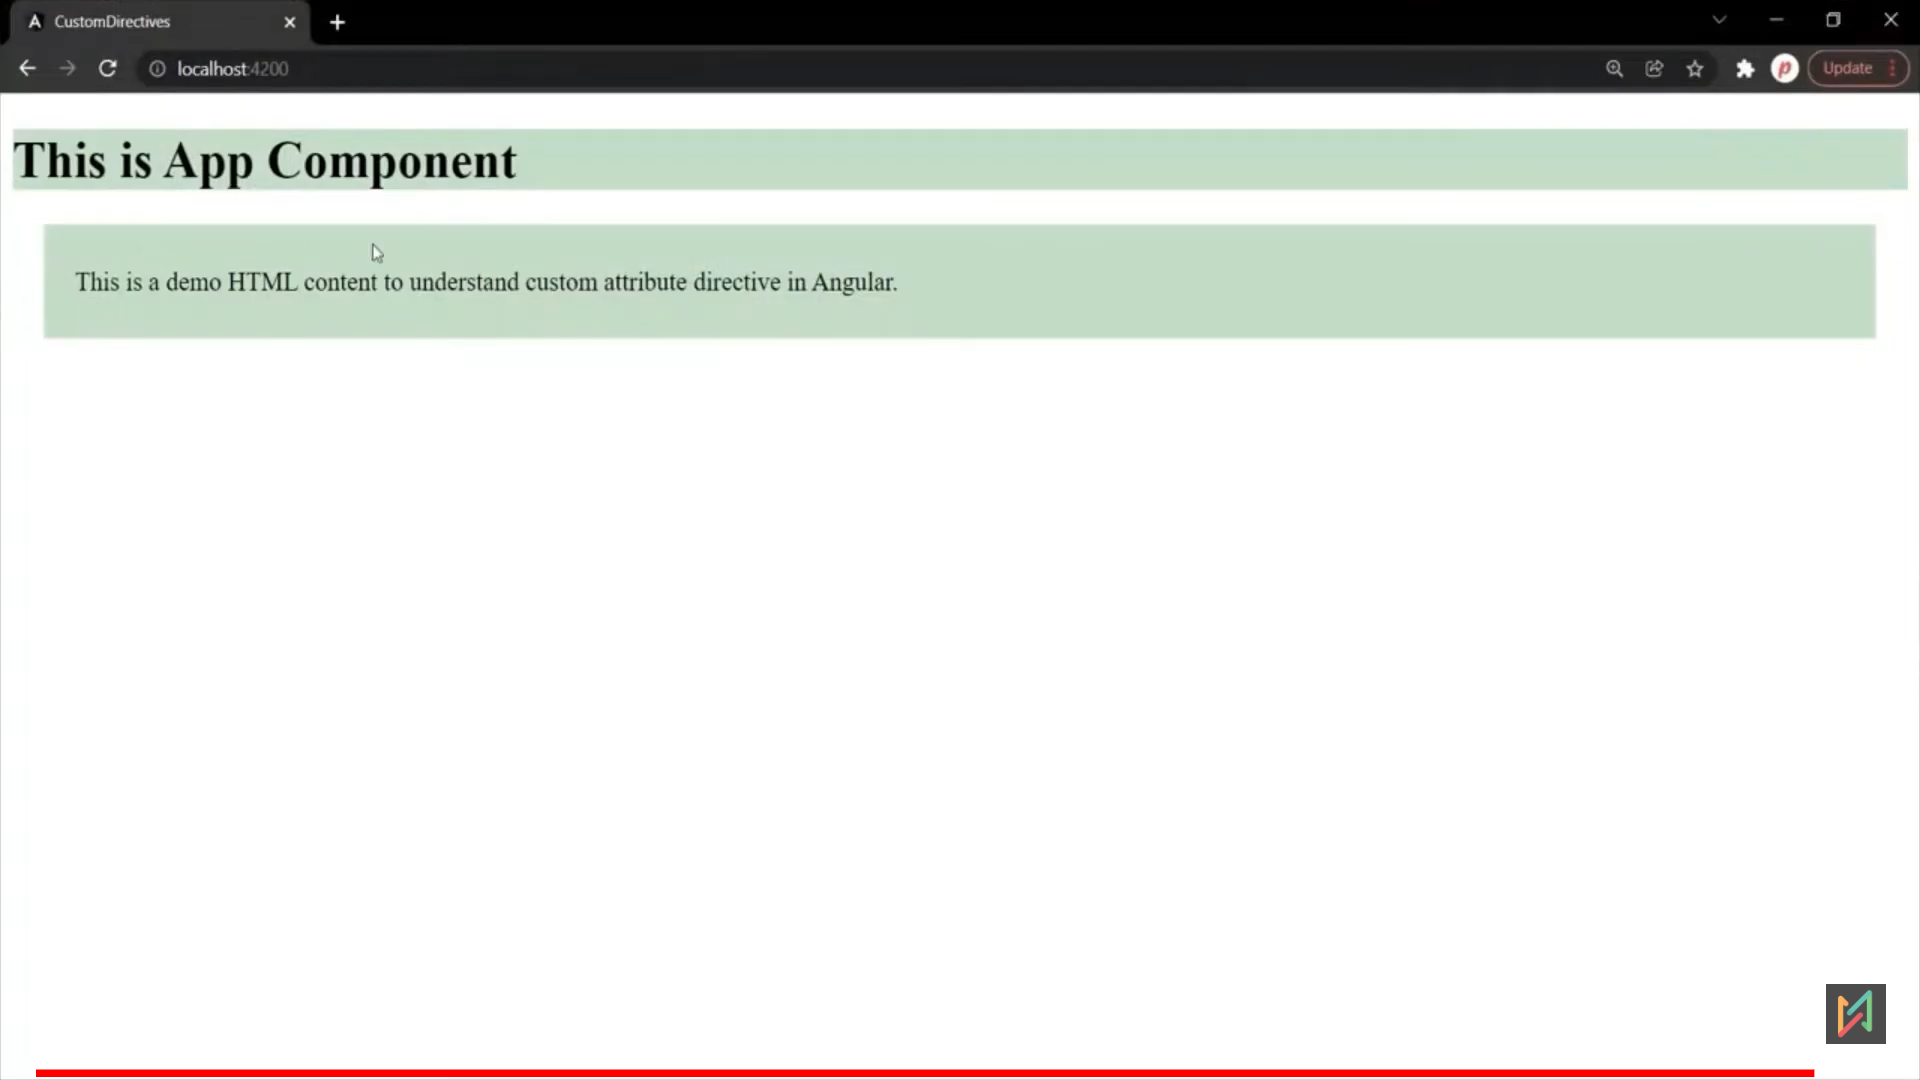 CustomDirectives
localhost:4200
Update
This is App Component
This is a demo HTML content to understand custom attribute directive in Angular.